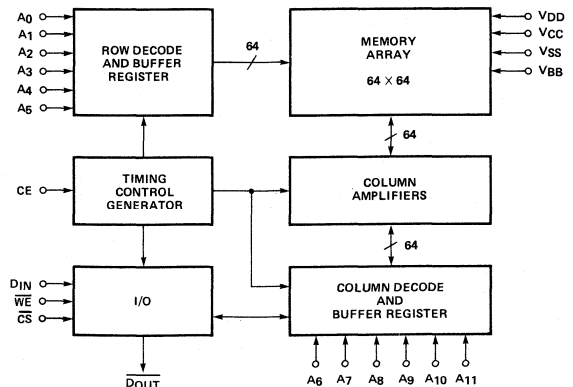 A0
A1
A2
A3
A4
A5
ROW DECODE
AND BUFFER
REGISTER
64
MEMORY
ARRAY
64 X 64
VDD
VCC
VSS
VBB
64
CE
TIMING
CONTROL
GENERATOR
COLUMN
AMPLIFIERS
64
DIN
WE
CS
I/O
COLUMN DECODE
AND
BUFFER REGISTER
DOUT
A6 A7 A8 A9 A10 A11